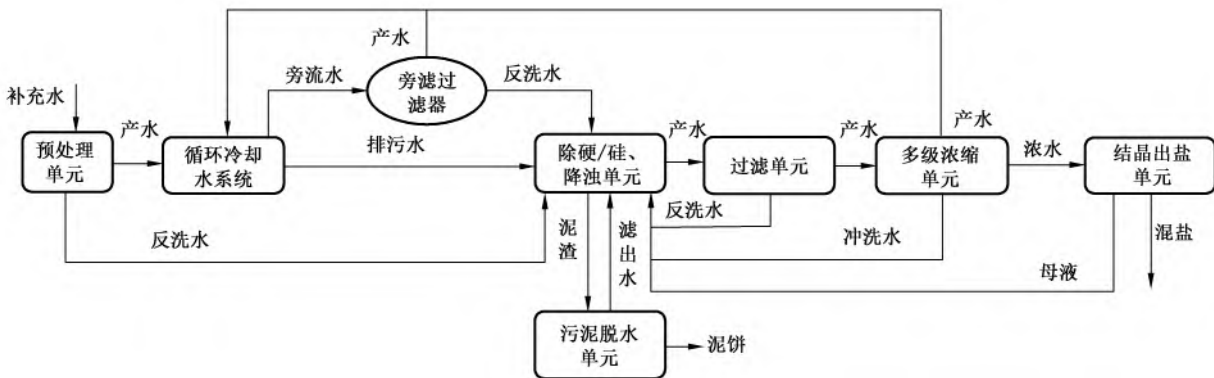 产水
旁流水
旁滤过
滤器
反洗水
补充水
预处理
单元
产水
循环冷却
水系统
排污水
除硬/硅、
降浊单元
产水
过滤单元
产水
多级浓缩
单元
产水
浓水
结晶出盐
单元
反洗水
泥渣
滤出水
反洗水
冲洗水
母液
混盐
污泥脱水
单元
泥饼